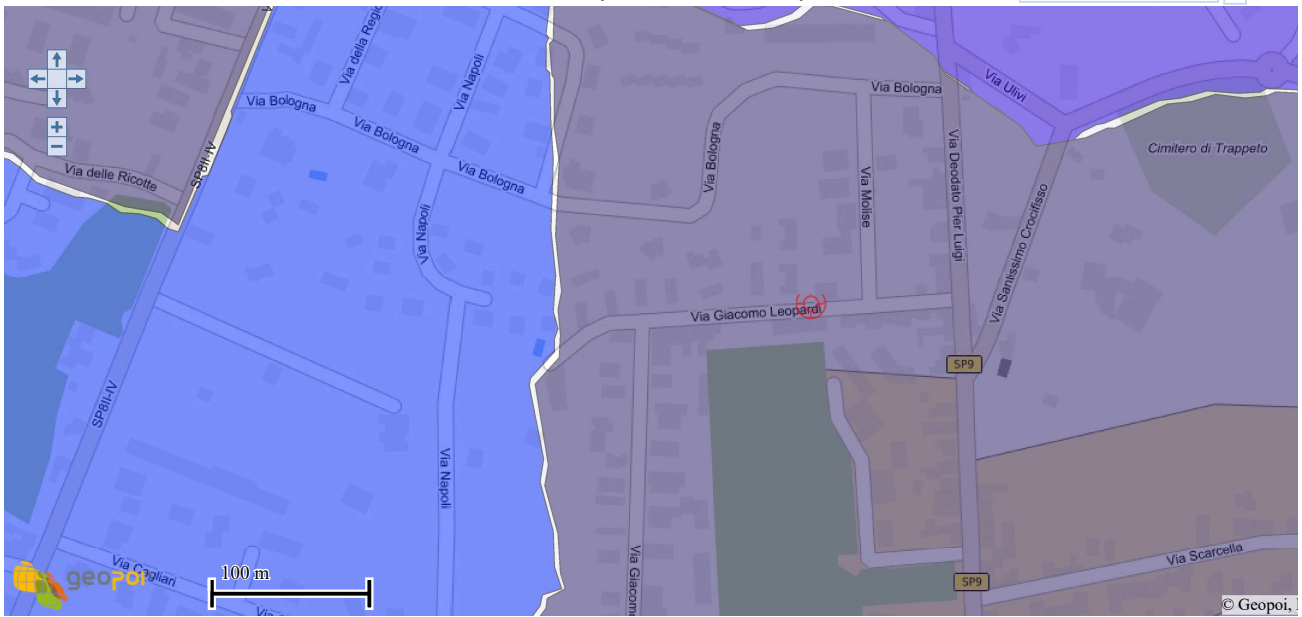 Via della Regio
Via Napoli
Via Ulivi
Via Bologna
Via Bologna
Via Bologna
Via Bologna
Via Bologna
Cimitero di Trappeto
SP8II-IV
Via delle Ricotte
Via Napoli
Via Molise
Via Deodato Pier Luigi
Via Santissimo Crocifisso
Via Giacomo Leopardi
SP9
SP8II-IV
Via Napoli
Via Giacomo
Via Scarcella
Via Cagliari
100 m
geopoi
SP9
© Geopoi,